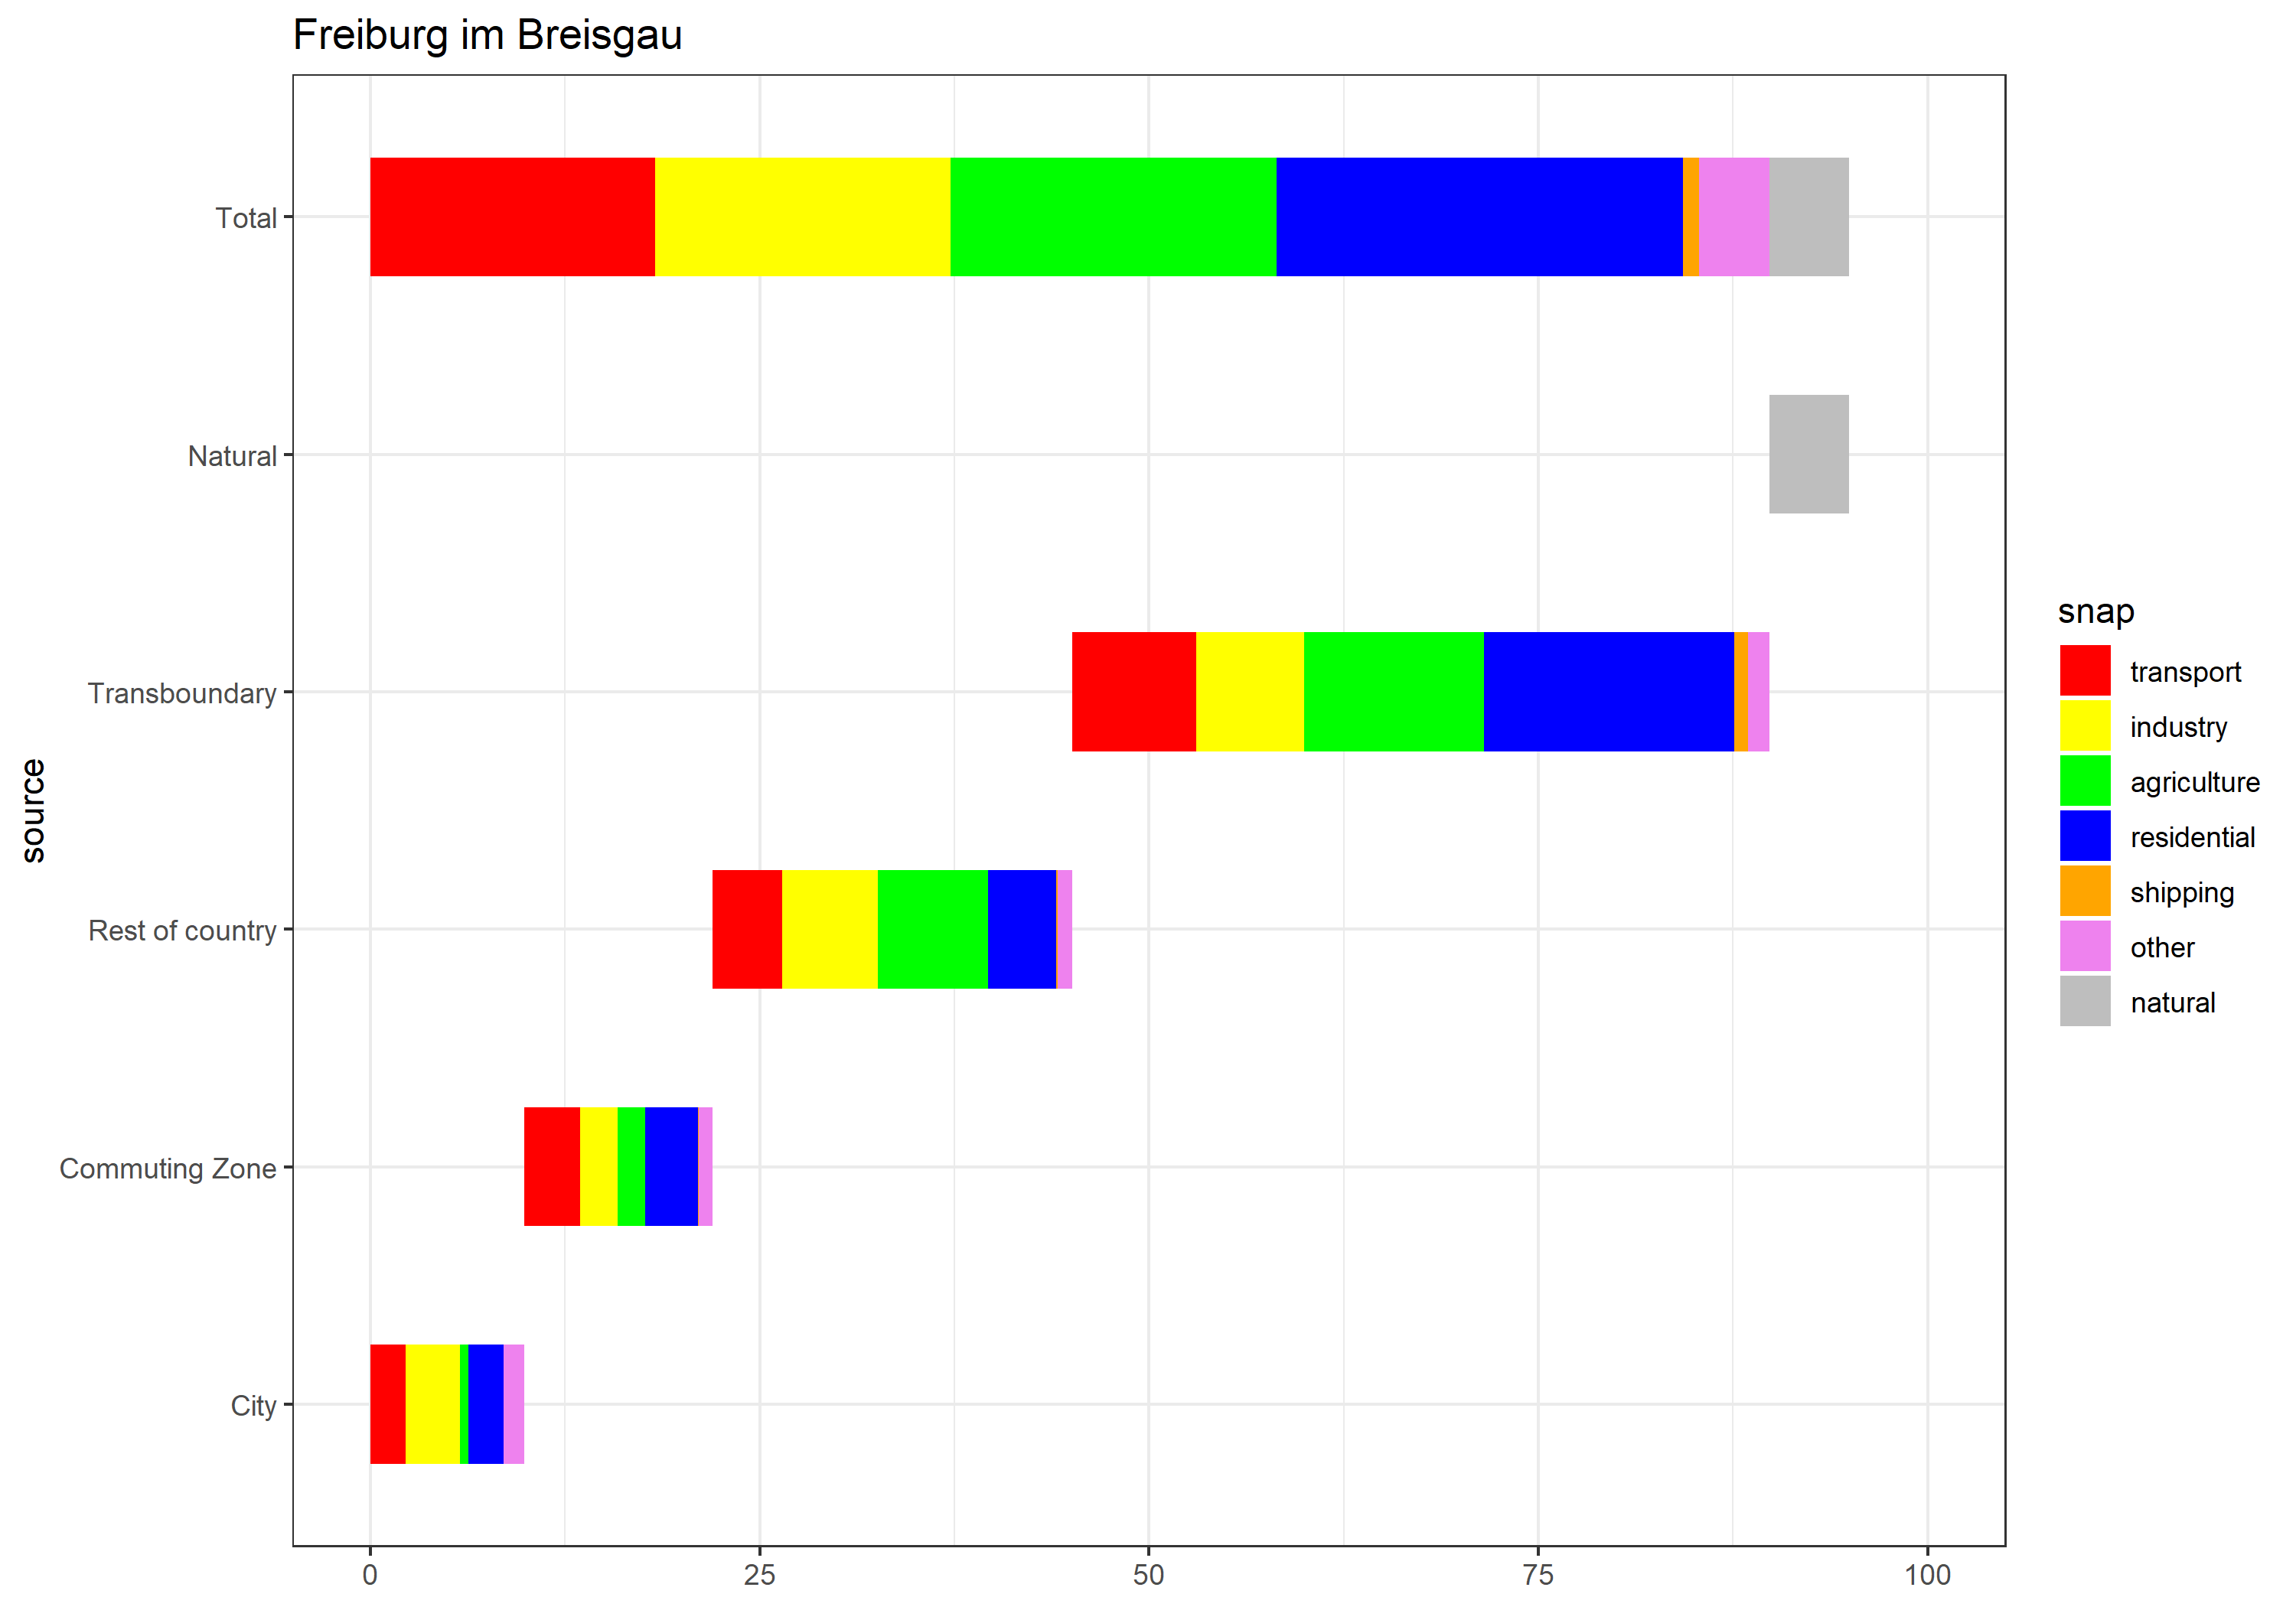 Freiburg im Breisgau
Total
Natural
Transboundary
Rest of country
Commuting Zone
City
source
0 25 50 75 100
snap
transport
industry
agriculture
residential
shipping
other
natural